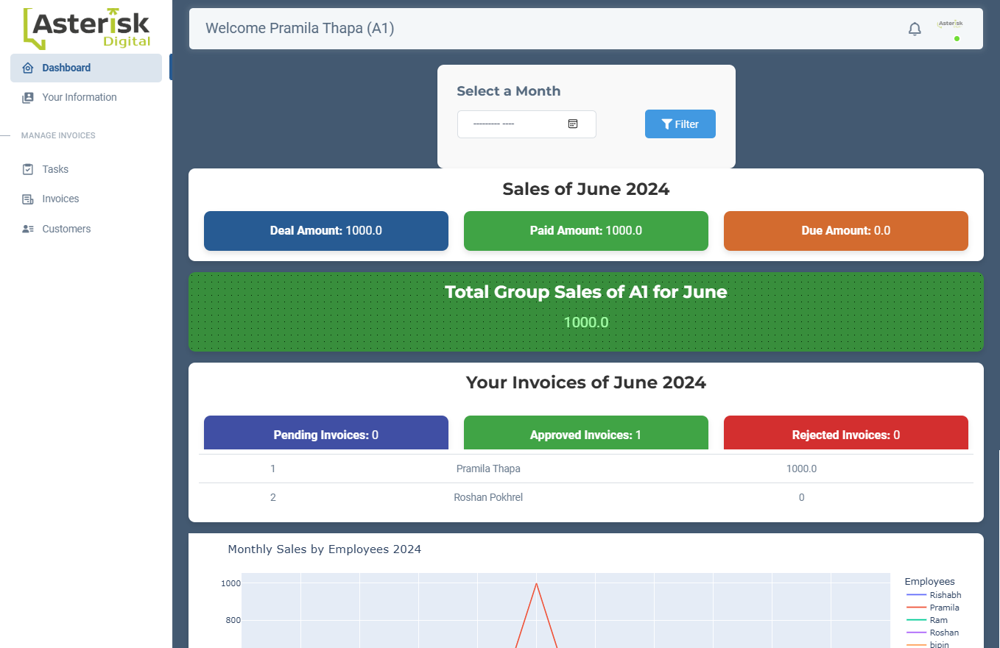 Asterisk
Digital
Dashboard
Your Information
MANAGE INVOICES
Tasks
Invoices
Customers
Welcome Pramila Thapa (A1)
Asterisk
Select a Month
--------- ----
Filter
Sales of June 2024
Deal Amount: 1000.0
Paid Amount: 1000.0
Due Amount: 0.0
Total Group Sales of A1 for June
1000.0
Your Invoices of June 2024
Pending Invoices: 0
Approved Invoices: 1
Rejected Invoices: 0
1 Pramila Thapa 1000.0
2 Roshan Pokhrel 0
Monthly Sales by Employees 2024
1000
800
Employees
Rishabh
Pramila
Ram
Roshan
bipin